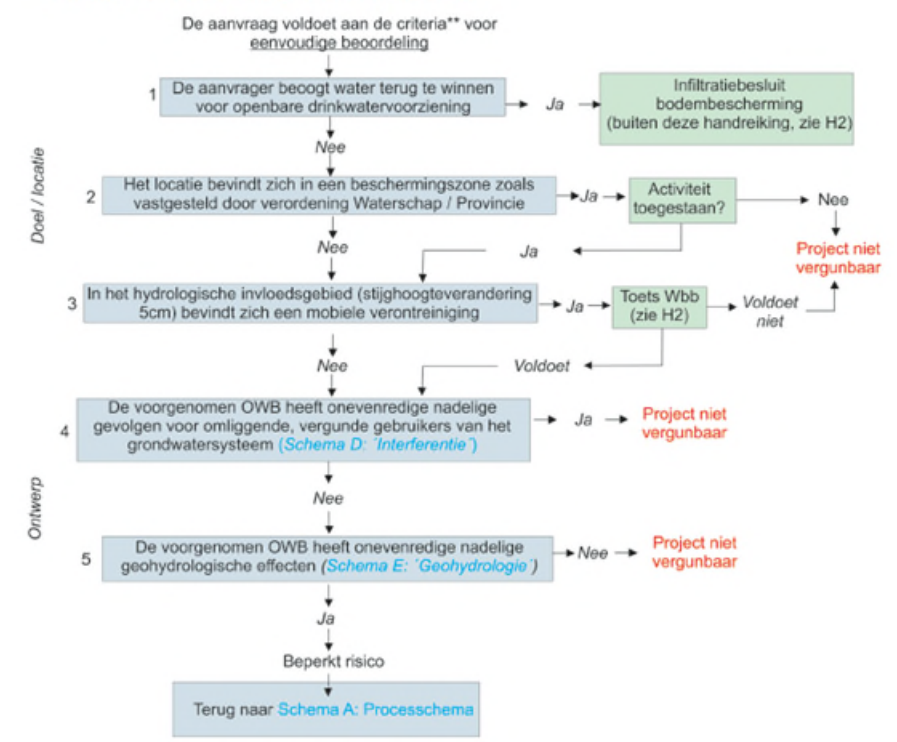 De aanvraag voldoet aan de criteria** voor
eenvoudige beoordeling
1
De aanvrager beoogt water terug te winnen
voor openbare drinkwatervoorziening
Ja
Infiltratiebesluit
bodembescherming
(buiten deze handreiking, zie H2)
Nee
Doel / locatie
2
Het locatie bevindt zich in een beschermingszone zoals
vastgesteld door verordening Waterschap / Provincie
Ja
Activiteit
toegestaan?
Nee
Nee
Ja
Project niet
vergunbaar
3
In het hydrologische invloedsgebied (stijghoogteverandering
5cm) bevindt zich een mobiele verontreiniging
Ja
Toets Wbb
(zie H2)
Voldoet
niet
Nee
Voldoet
4
De voorgenomen OWB heeft onevenredige nadelige
gevolgen voor omliggende, vergunde gebruikers van het
grondwatersysteem (Schema D: ´Interferentie´)
Ja
Project niet
vergunbaar
Ontwerp
Nee
5
De voorgenomen OWB heeft onevenredige nadelige
geohydrologische effecten (Schema E: ´Geohydrologie´)
Nee
Project niet
vergunbaar
Ja
Beperkt risico
Terug naar Schema A: Processchema